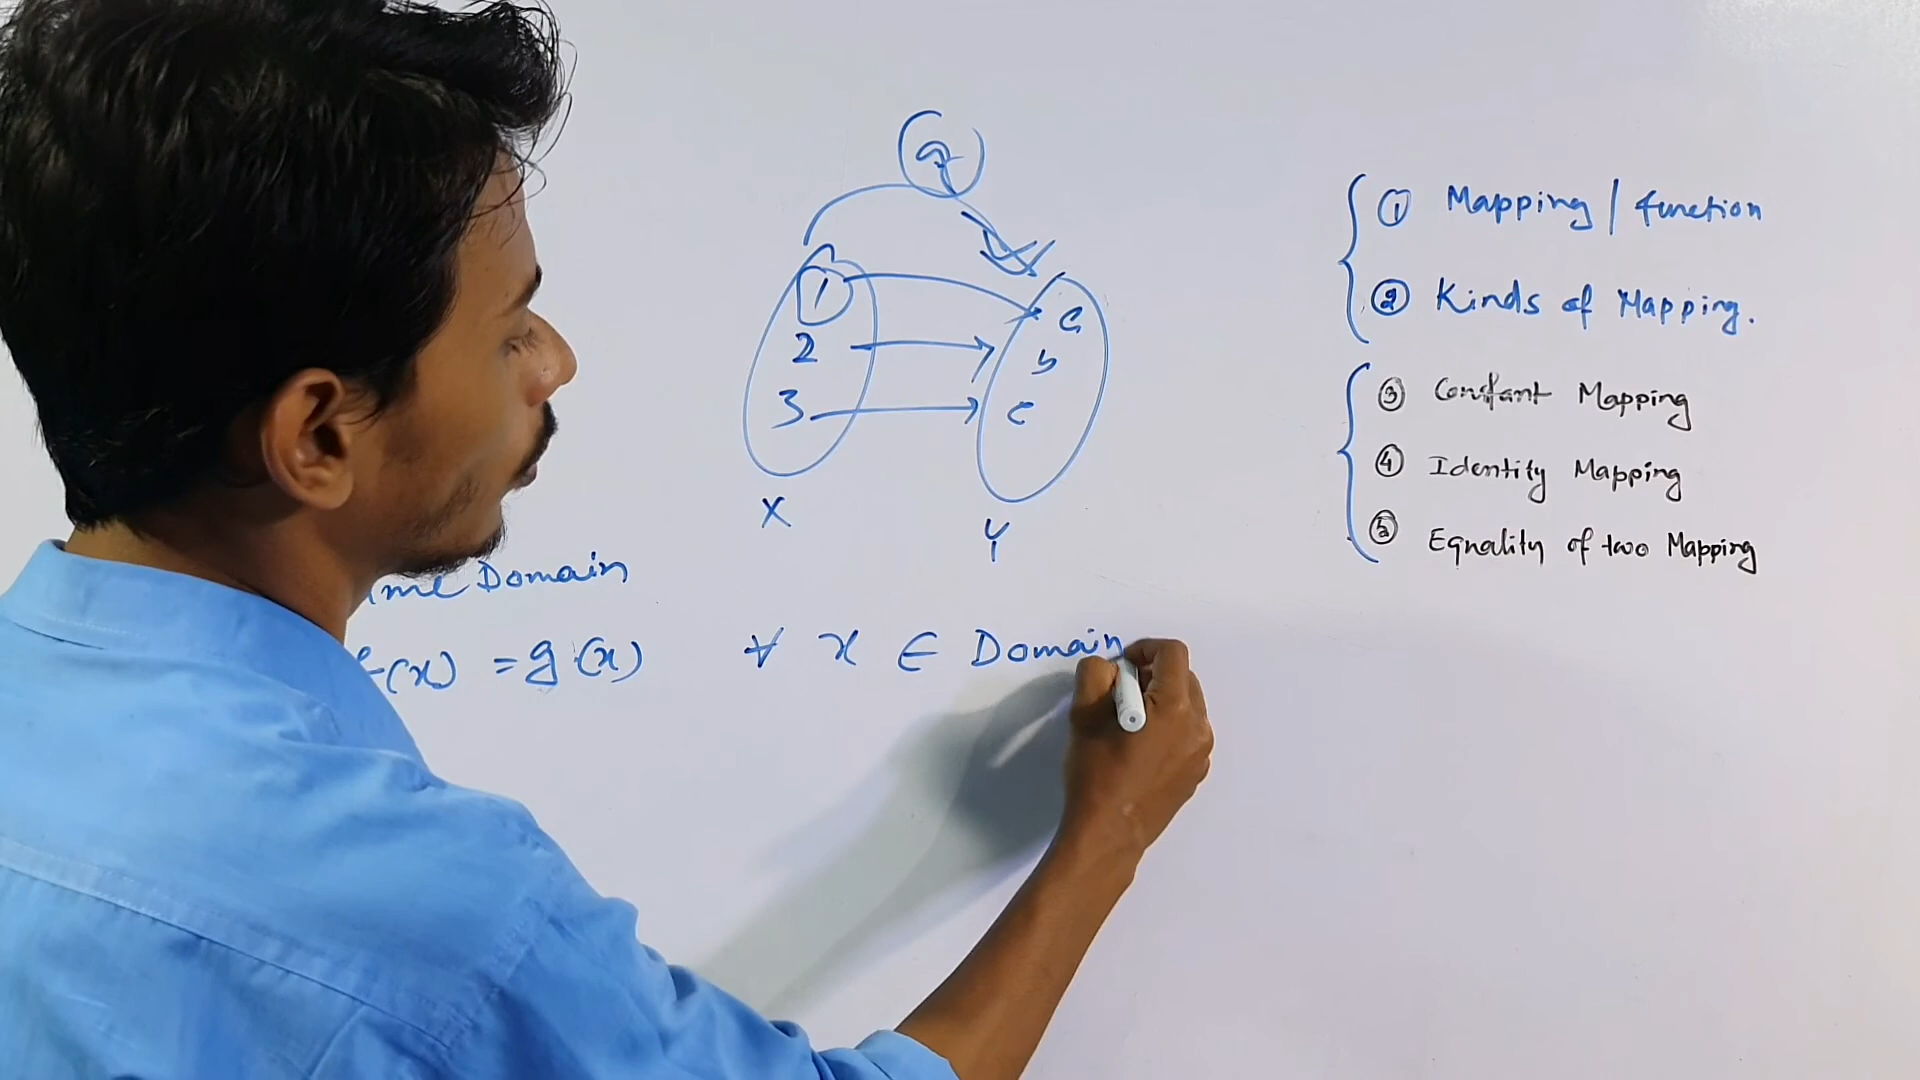 g
1
2
3
a
b
c
X
Y
Domain
(x) = g(x) ∀ x ∈ Domain
① Mapping / function
② Kinds of Mapping.
③ Constant Mapping
④ Identity Mapping
⑤ Equality of two Mapping